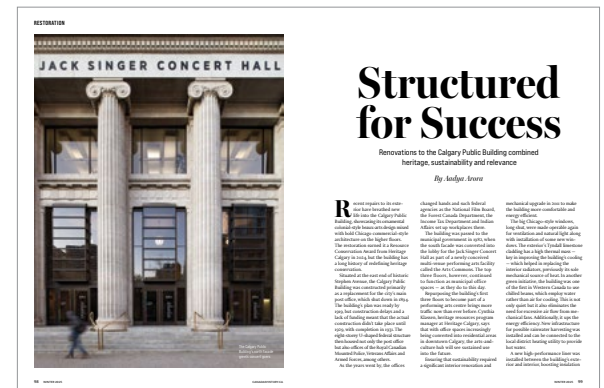 RESTORATION
JACK SINGER CONCERT HALL
Structured
for Success
Renovations to the Calgary Public Building combined
heritage, sustainability and relevance
By Aadya Arora
Recent repairs to its exte-
rior have breathed new
life into the Calgary Public
Building, showcasing its ornamental
colonial-style beaux arts design mixed
with bold Chicago commercial-style
architecture on the higher floors.
The restoration earned it a Resource
Conservation Award from Heritage
Calgary in 2024, but the building has
a long history of redefining heritage
conservation.
Situated at the east end of historic
Stephen Avenue, the Calgary Public
Building was constructed primarily
as a replacement for the city's main
post office, which shut down in
The building's plan was ready by
but construction delays and a
lack of funding meant that the actual
construction didn't take place until
1929, with completion in 1931. The
eight-storey U-shaped federal structure
then housed not only the post office
but also offices of the Royal Canadian
Mounted Police, Veterans Affairs and
Armed Forces, among others.
As the years went by, the offices
changed hands and such federal
agencies as the National Film Board,
the Forest Canada Department, the
Income Tax Department and Indian
Affairs set up workplaces there.
The building was passed to the
municipal government in 1982, when
the south facade was converted into
the lobby for the Jack Singer Concert
Hall as part of a newly conceived
multi-venue performing arts facility
called the Arts Commons. The top
three floors, however, continued
to function as municipal office
spaces — as they do to this day.
Repurposing the building's first
three floors to become part of a
performing arts centre brings more
traffic now than ever before. Cynthia
Klaassen, heritage resources program
manager at Heritage Calgary, says
that with office spaces increasingly
being converted into residential areas
in downtown Calgary, the arts-and-
culture hub will see sustained use
into the future.
Ensuring that sustainability required
a significant interior renovation and
mechanical upgrade in to make
the building more comfortable and
energy efficient.
The big Chicago-style windows,
long shut, were made operable again
for ventilation and natural light along
with installation of some new win-
dows. The exterior's Tyndall limestone
cladding has a high thermal mass —
key in improving the building's cooling
— which helped in replacing the
interior radiators, previously its sole
mechanical source of heat. In another
green initiative, the building was one
of the first in Western Canada to use
chilled beams, which employ water
rather than air for cooling. This is not
only quiet but it also eliminates the
need for excessive air flow from me-
chanical fans. Additionally, it ups the
energy efficiency. New infrastructure
for possible rainwater harvesting was
installed and can be connected to the
local district heating utility to provide
hot water.
A new high-performance liner was
installed between the building's exte-
rior and interior, boosting insulation